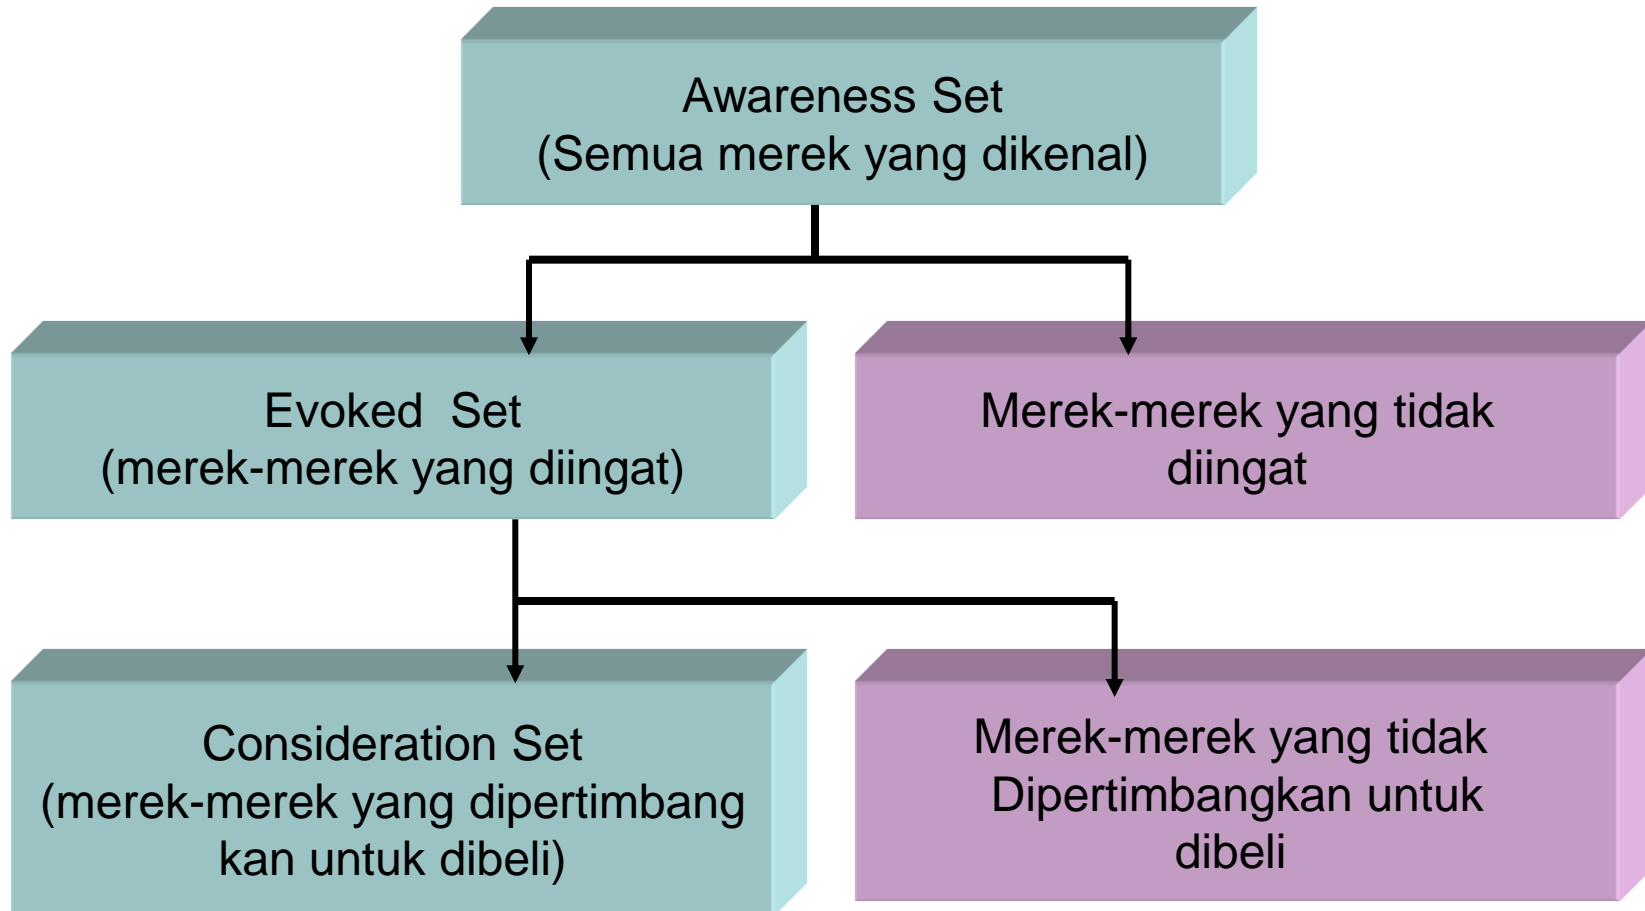 Awareness Set
(Semua merek yang dikenal)
Evoked  Set
(merek-merek yang diingat)
Merek-merek yang tidak
diingat
Consideration Set
(merek-merek yang dipertimbang
kan untuk dibeli)
Merek-merek yang tidak
Dipertimbangkan untuk
dibeli